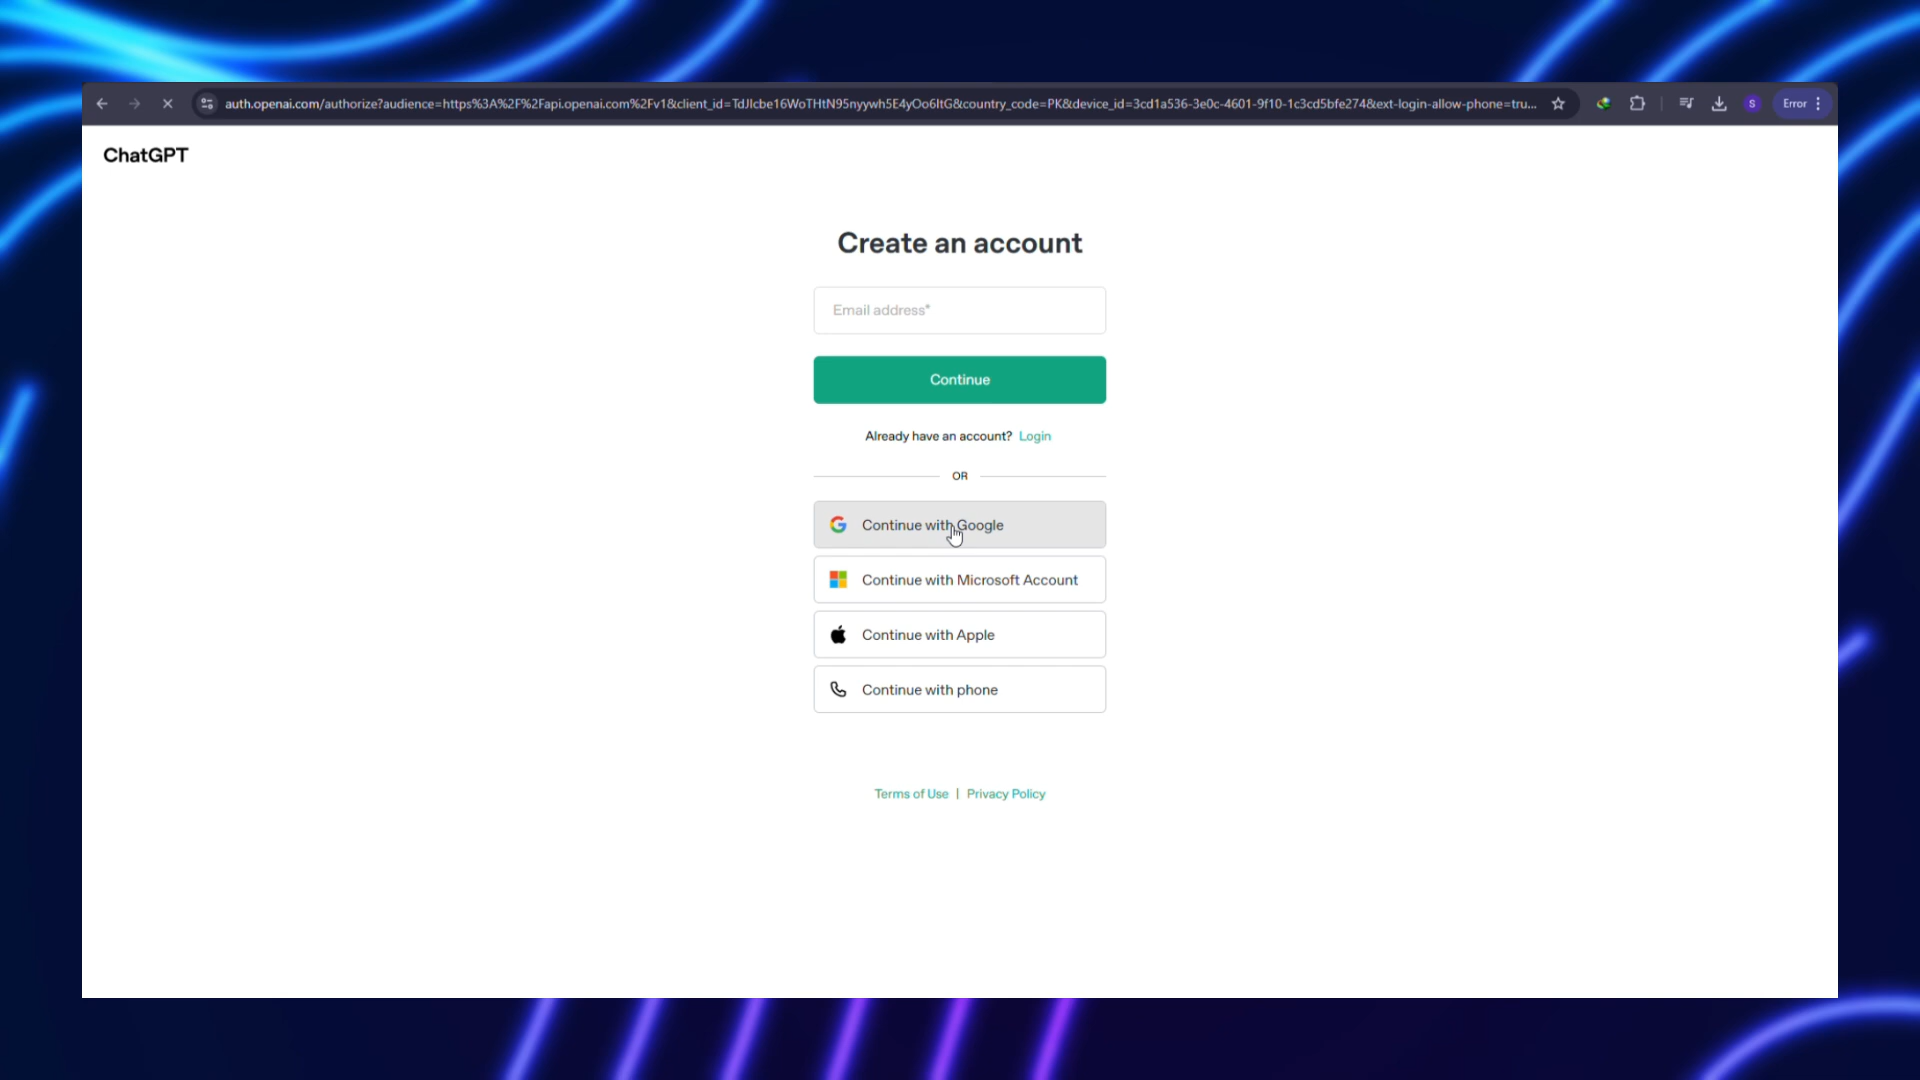 auth.openai.com/authorize?audience=https%3A%2F%2Fapi.openai.com%2Fv1&client_id=TdJIcbe16WoTHtN95nyywh5E4yOo6ItG&country_code=PK&device_id=3cd1a536-3e0c-4601-9f10-1c3cd5bfe274&ext-login-allow-phone=tru...
S
Error
ChatGPT
Create an account
Email address*
Continue
Already have an account? Login
OR
Continue with Google
Continue with Microsoft Account
Continue with Apple
Continue with phone
Terms of Use | Privacy Policy